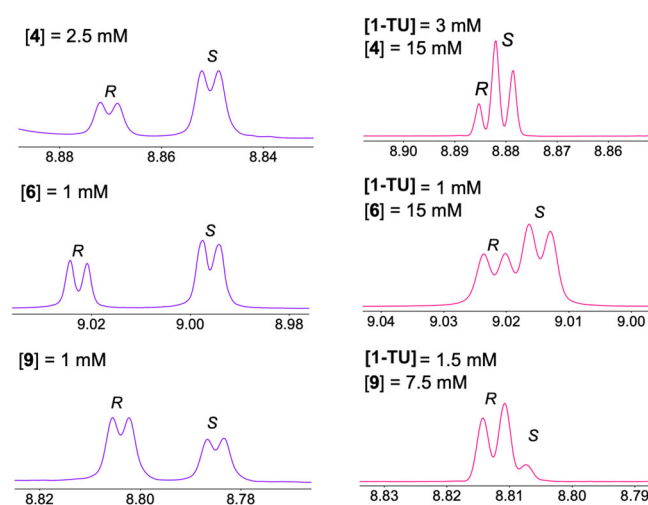 [4] = 2.5 mM
R
S
8.88 8.86 8.84
[1-TU] = 3 mM
[4] = 15 mM
R
S
8.90 8.89 8.88 8.87 8.86
[6] = 1 mM
R
S
9.02 9.00 8.98
[1-TU] = 1 mM
[6] = 15 mM
R
S
9.04 9.03 9.02 9.01 9.00
[9] = 1 mM
R
S
8.82 8.80 8.78
[1-TU] = 1.5 mM
[9] = 7.5 mM
R
S
8.83 8.82 8.81 8.80 8.79